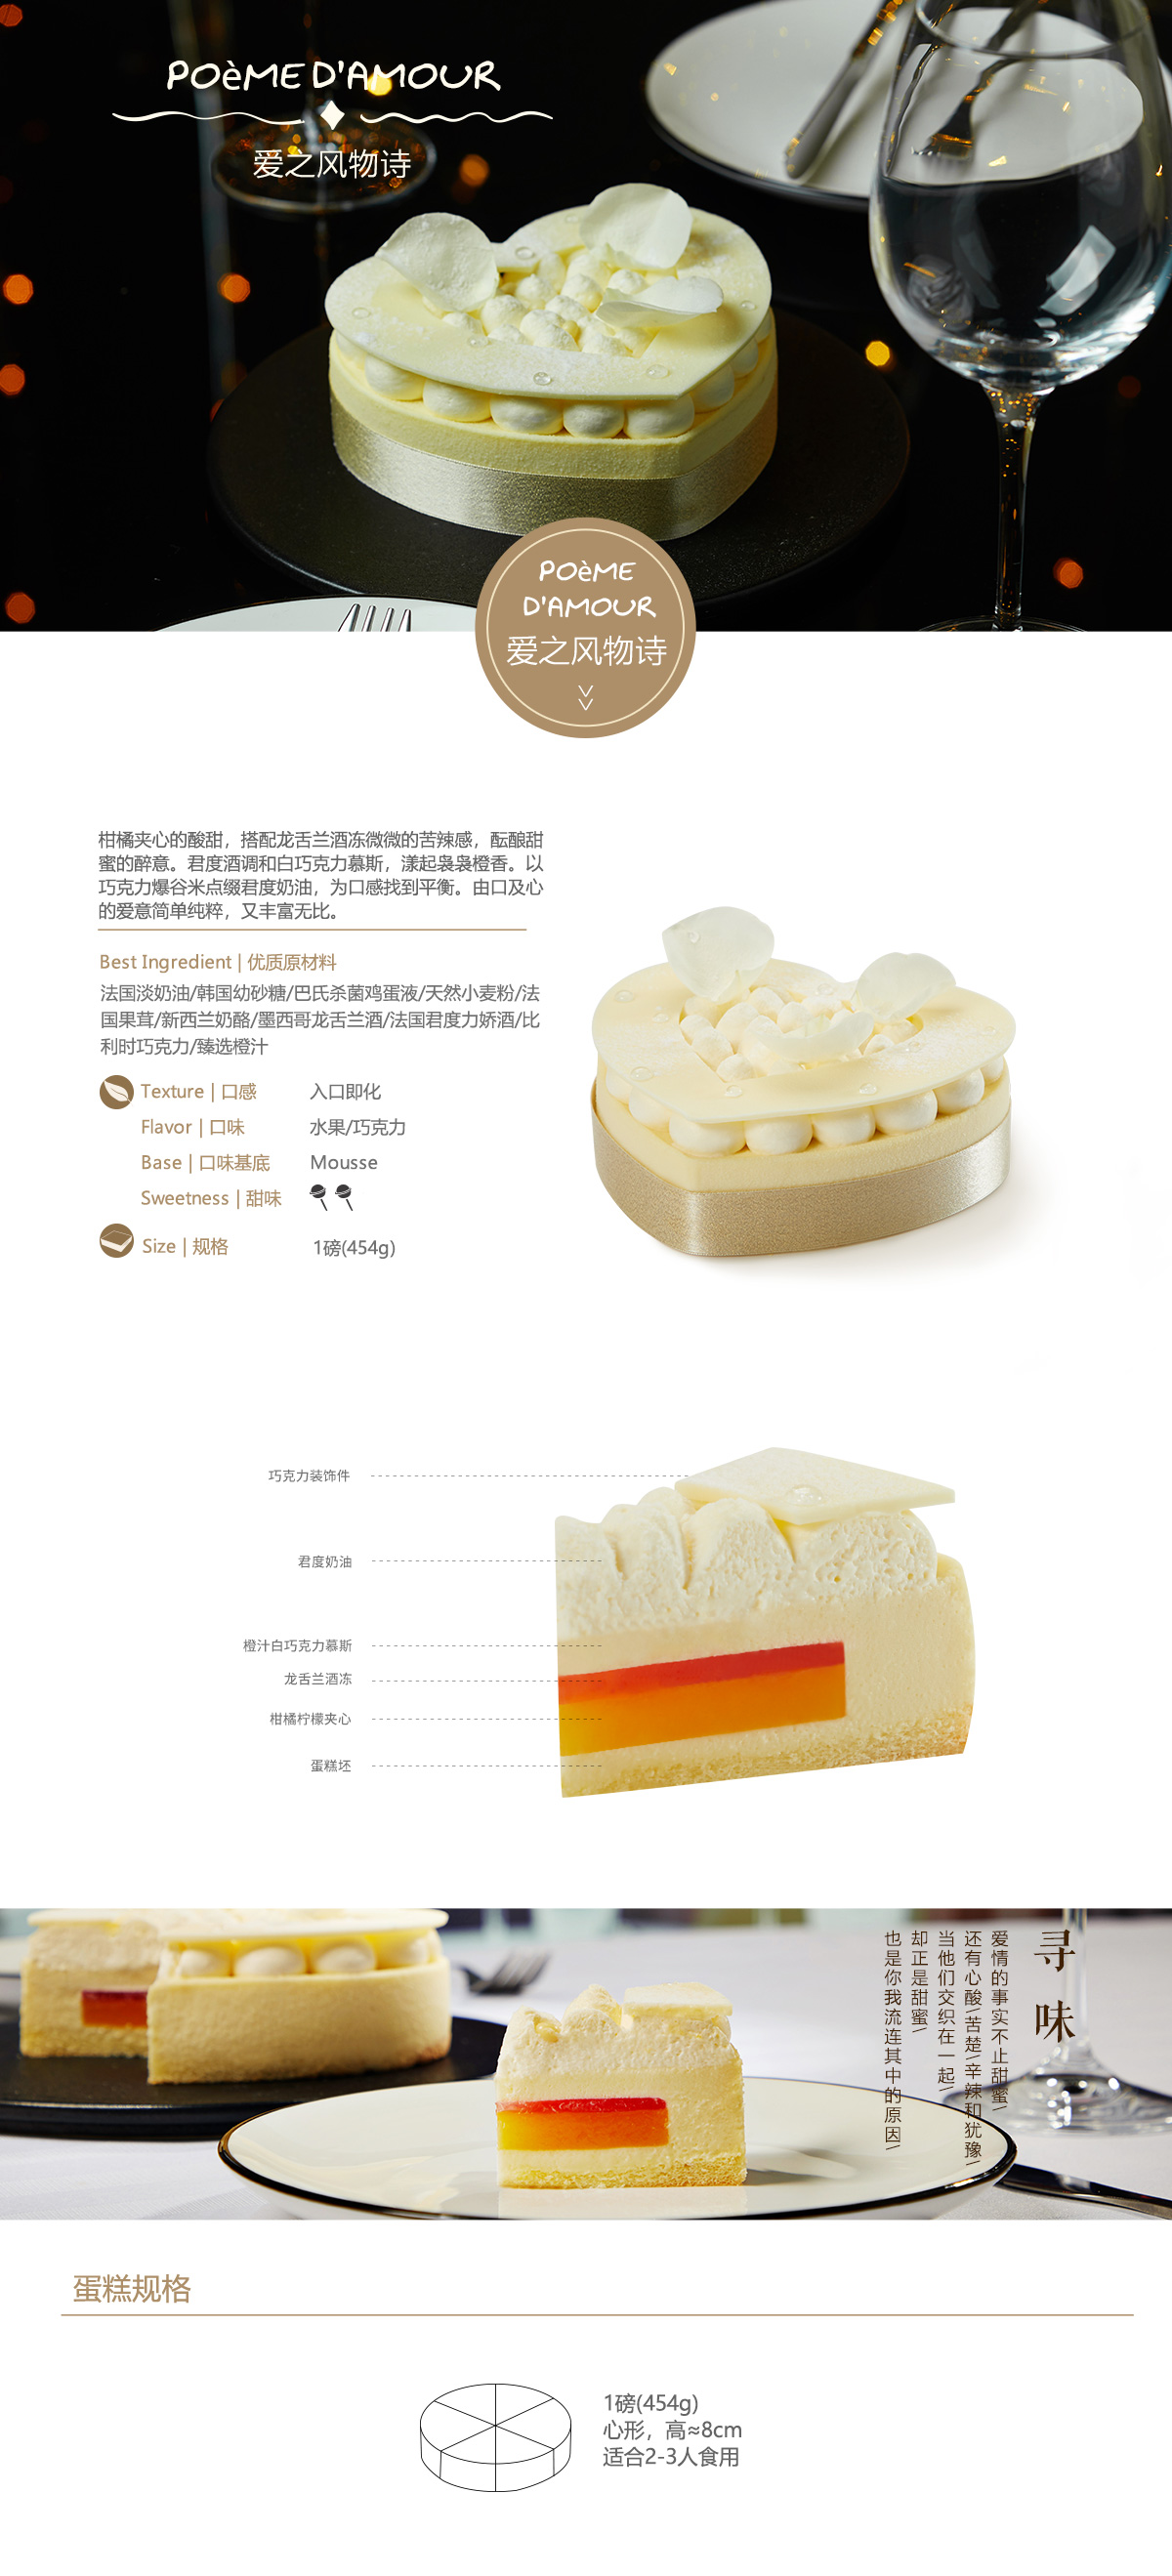 POèME D'AMOUR
爱之风物诗
POèME
D'AMOUR
爱之风物诗
柑橘夹心的酸甜，搭配龙舌兰酒冻微微的苦辣感，酝酿甜
蜜的醉意。君度酒调和白巧克力慕斯，漾起袅袅橙香。以
巧克力爆谷米点缀君度奶油，为口感找到平衡。由口及心
的爱意简单纯粹，又丰富无比。
Best Ingredient | 优质原材料
法国淡奶油/韩国幼砂糖/巴氏杀菌鸡蛋液/天然小麦粉/法
国果茸/新西兰奶酪/墨西哥龙舌兰酒/法国君度力娇酒/比
利时巧克力/臻选橙汁
Texture | 口感 入口即化
Flavor | 口味 水果/巧克力
Base | 口味基底 Mousse
Sweetness | 甜味
Size | 规格 1磅(454g)
巧克力装饰件
君度奶油
橙汁白巧克力慕斯
龙舌兰酒冻
柑橘柠檬夹心
蛋糕坯
寻味
爱情的事实不止甜蜜/
还有心酸/苦楚/辛辣和犹豫/
当他们交织在一起/
却正是甜蜜/
也是你我流连其中的原因/
蛋糕规格
1磅(454g)
心形，高≈8cm
适合2-3人食用